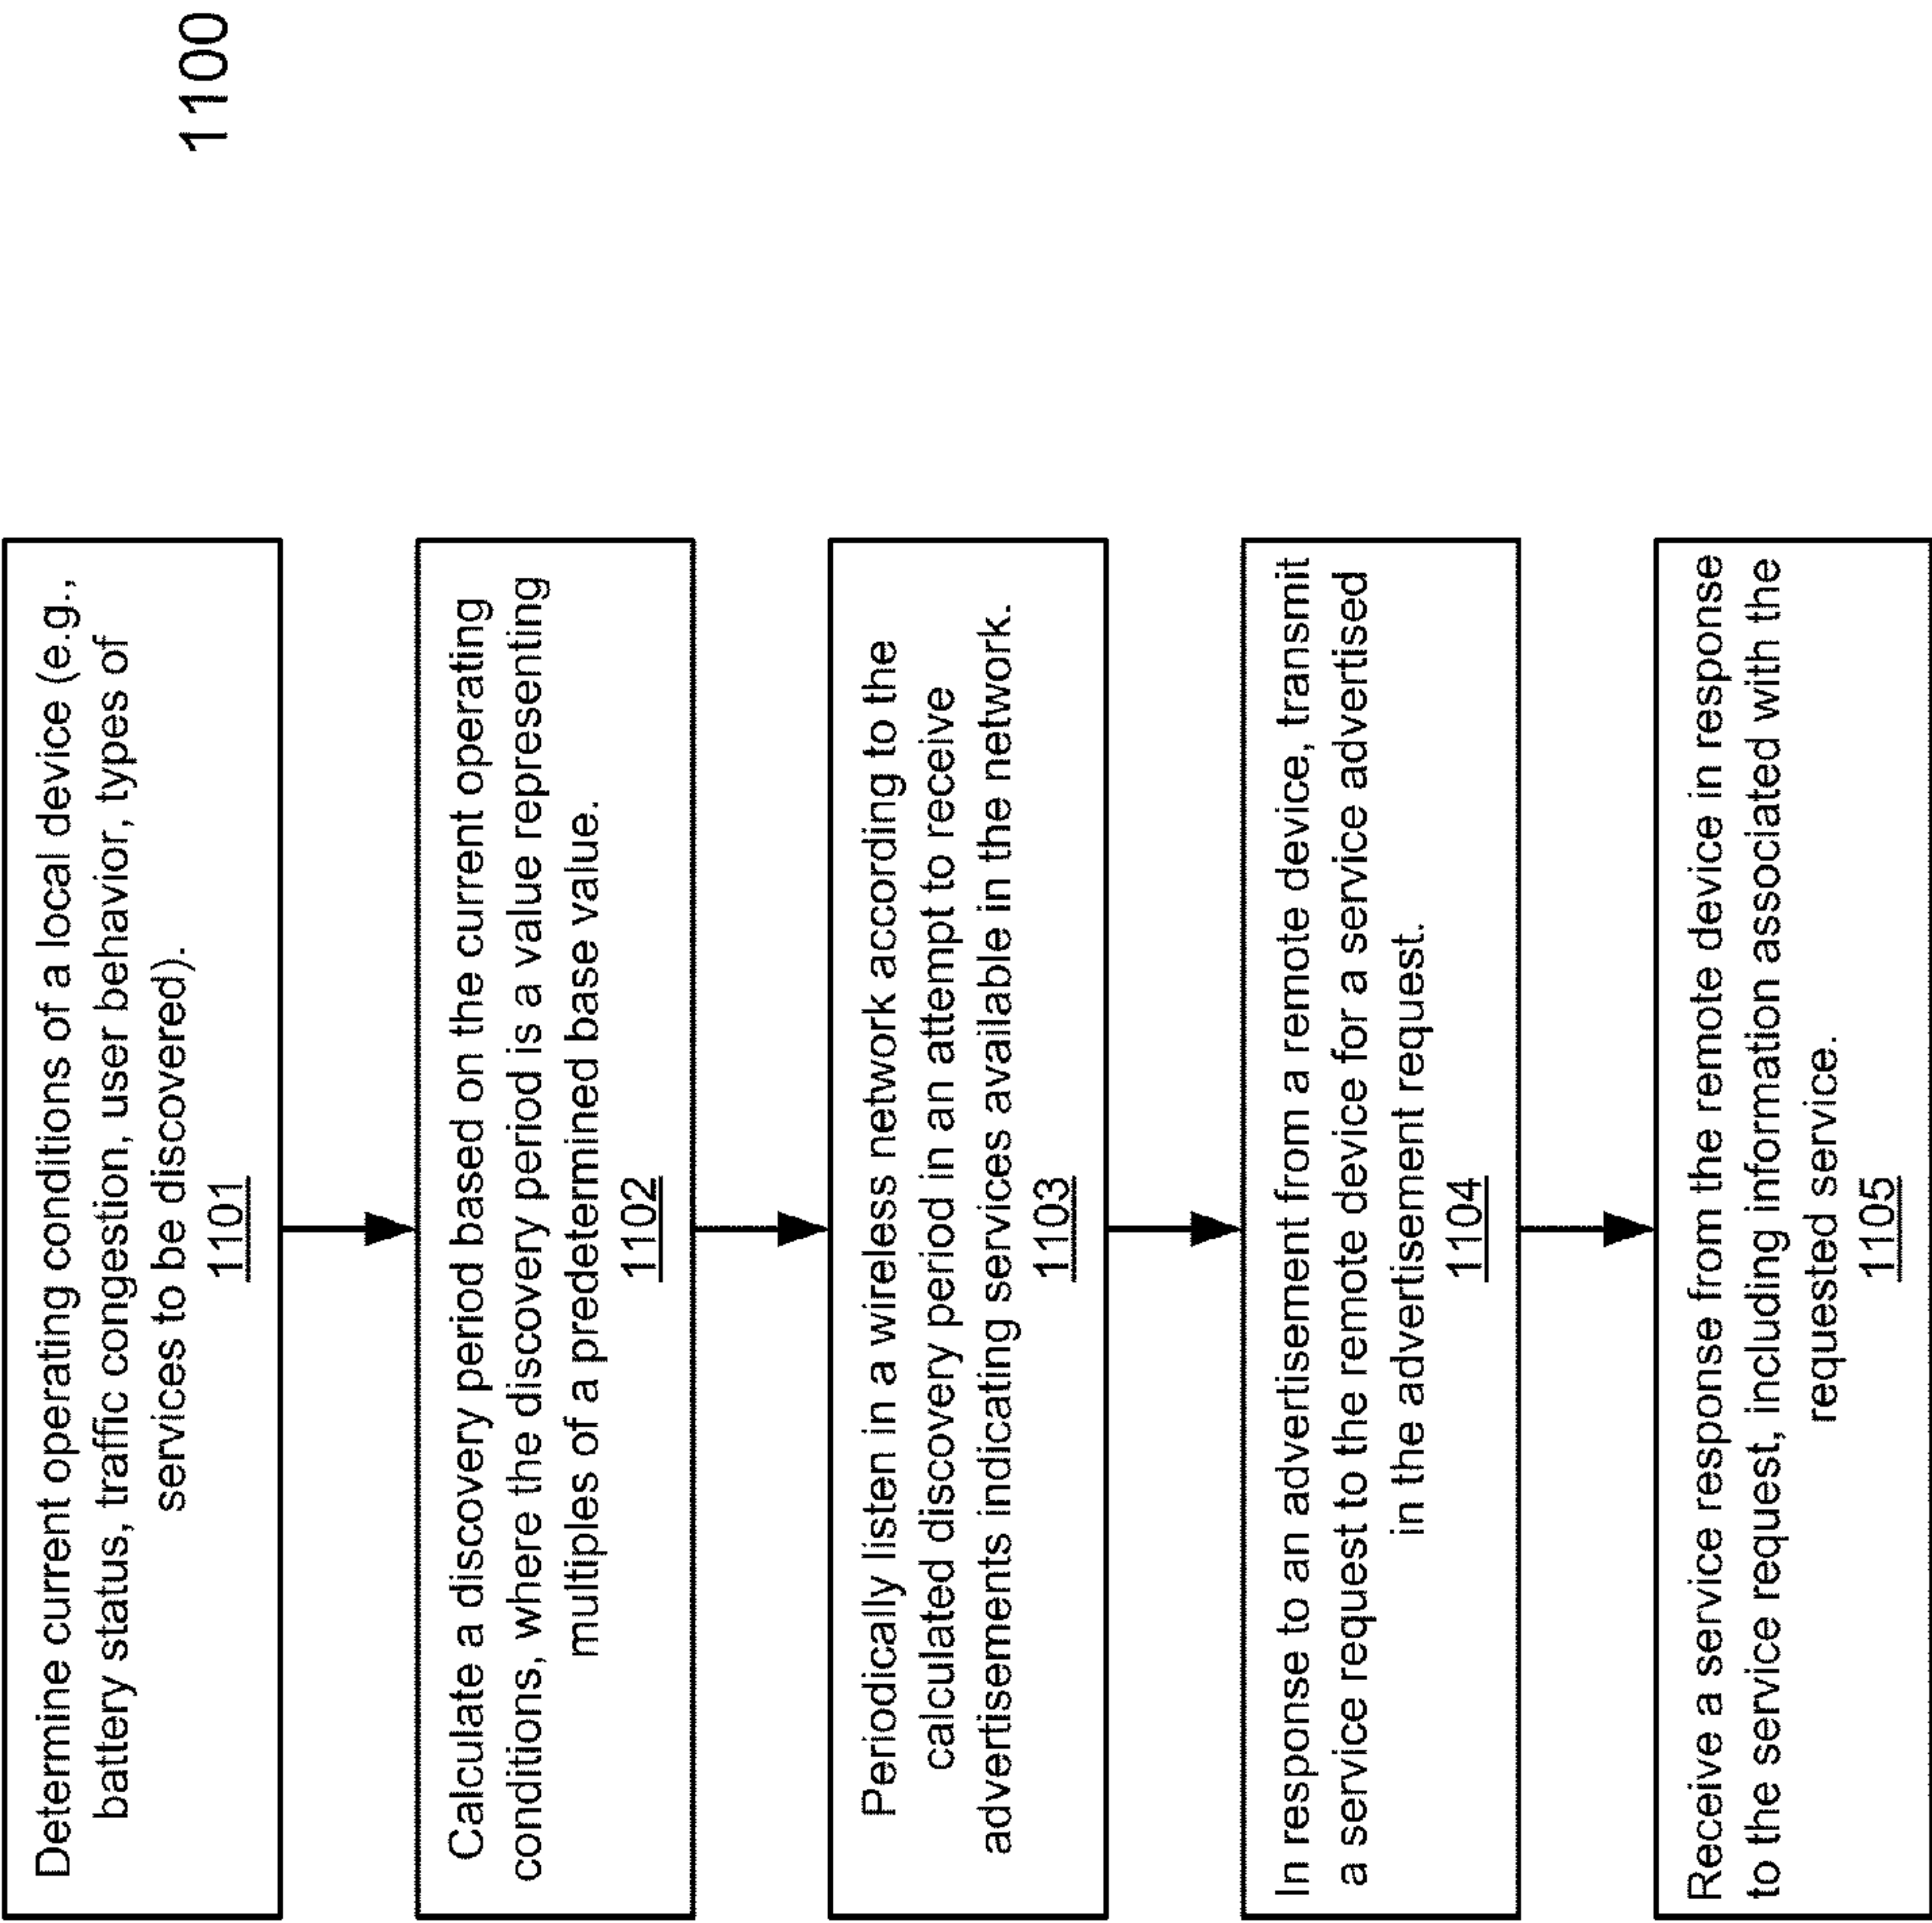 Determine current operating conditions of a local device (e.g.,
battery status, traffic congestion, user behavior, types of
services to be discovered).
1101
Calculate a discovery period based on the current operating
conditions, where the discovery period is a value representing
multiples of a predetermined base value.
1102
Periodically listen in a wireless network according to the
calculated discovery period in an attempt to receive
advertisements indicating services available in the network.
1103
In response to an advertisement from a remote device, transmit
a service request to the remote device for a service advertised
in the advertisement request.
1104
Receive a service response from the remote device in response
to the service request, including information associated with the
requested service.
1105
1100